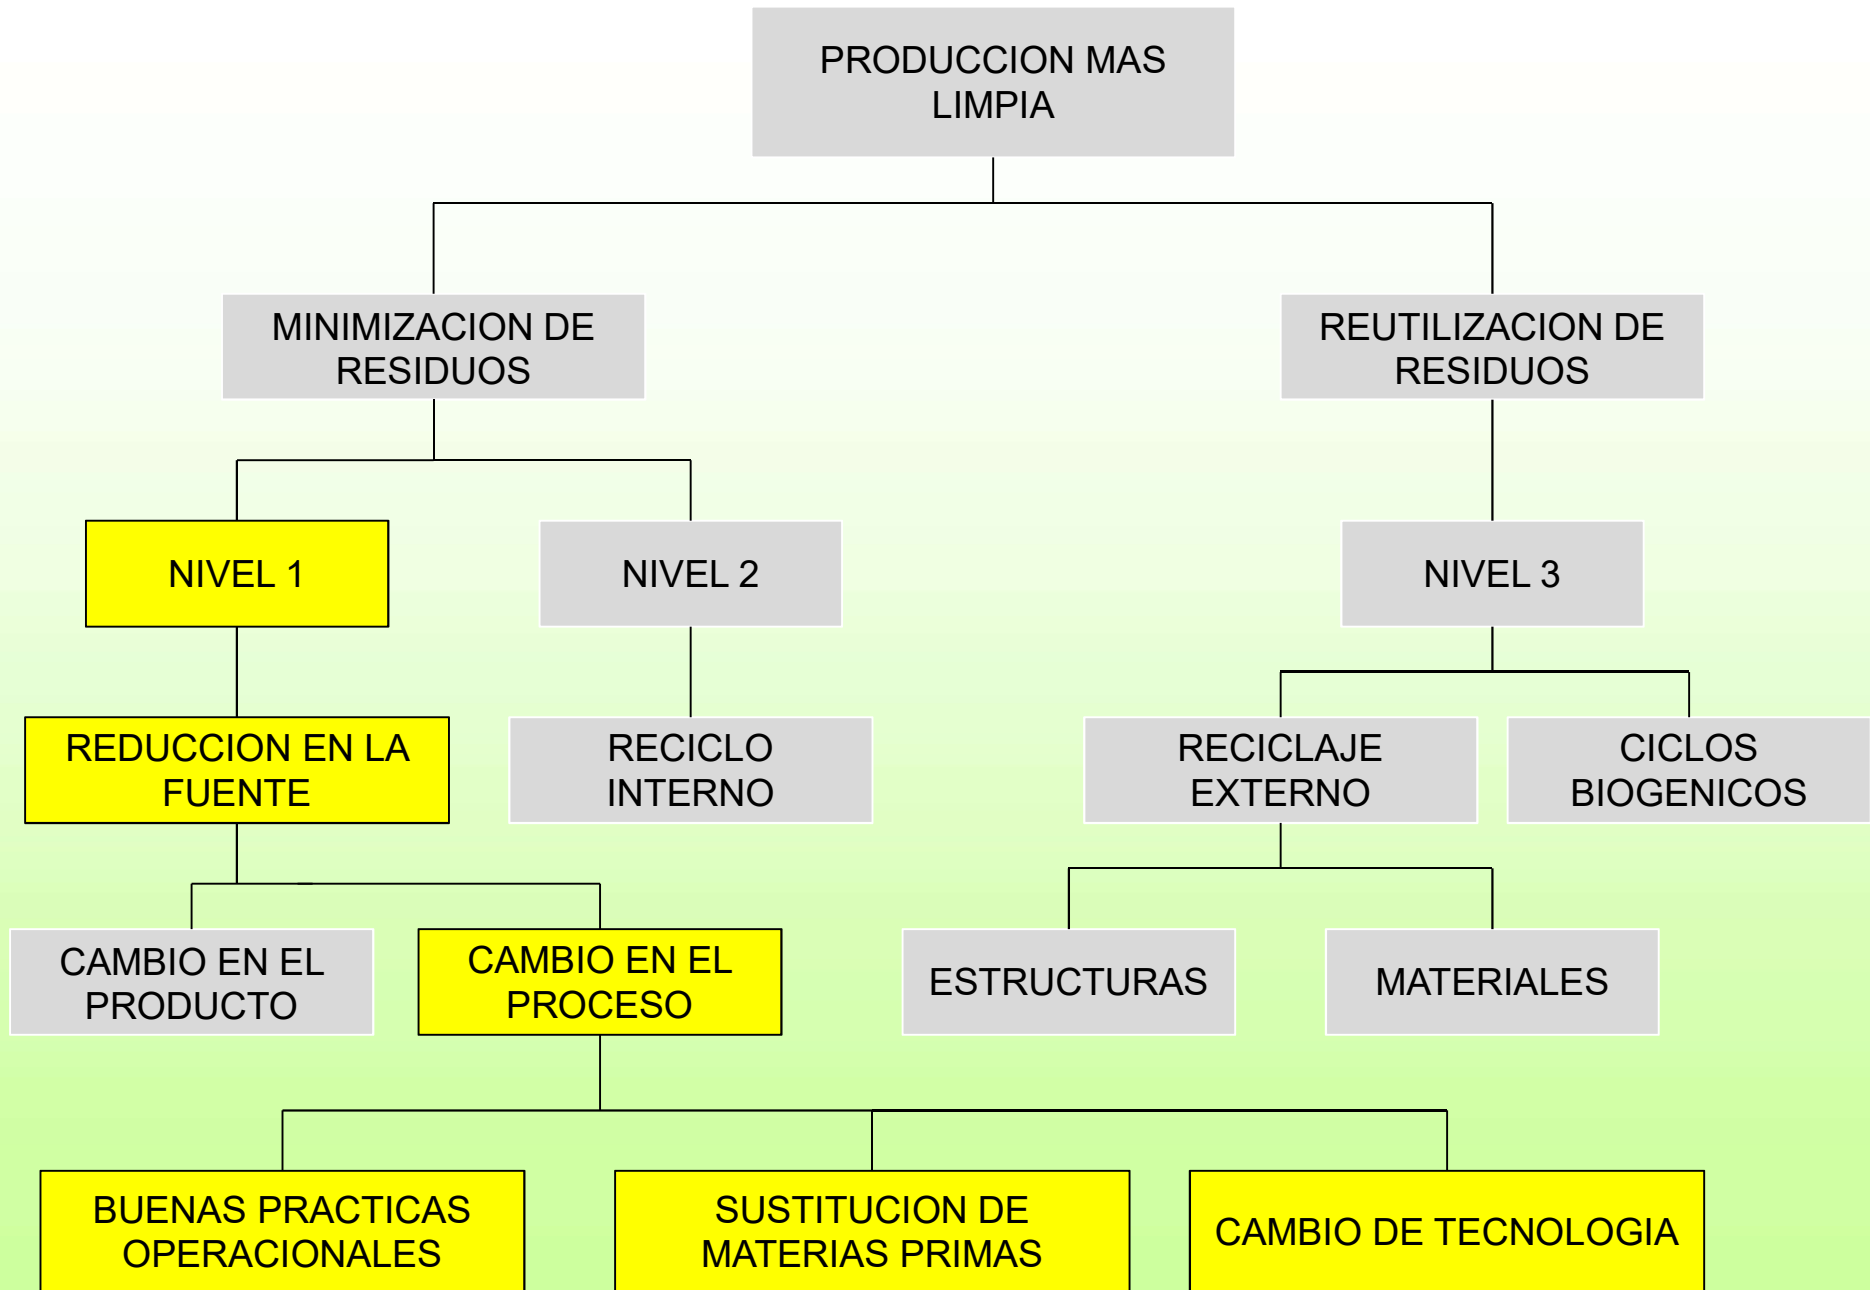 PRODUCCION MAS
LIMPIA
MINIMIZACION DE
RESIDUOS
REUTILIZACION DE
RESIDUOS
NIVEL 1
NIVEL 2
NIVEL 3
REDUCCION EN LA
FUENTE
RECICLO
INTERNO
RECICLAJE
EXTERNO
CICLOS
BIOGENICOS
CAMBIO EN EL
PRODUCTO
CAMBIO EN EL
PROCESO
ESTRUCTURAS
MATERIALES
BUENAS PRACTICAS
OPERACIONALES
SUSTITUCION DE
MATERIAS PRIMAS
CAMBIO DE TECNOLOGIA